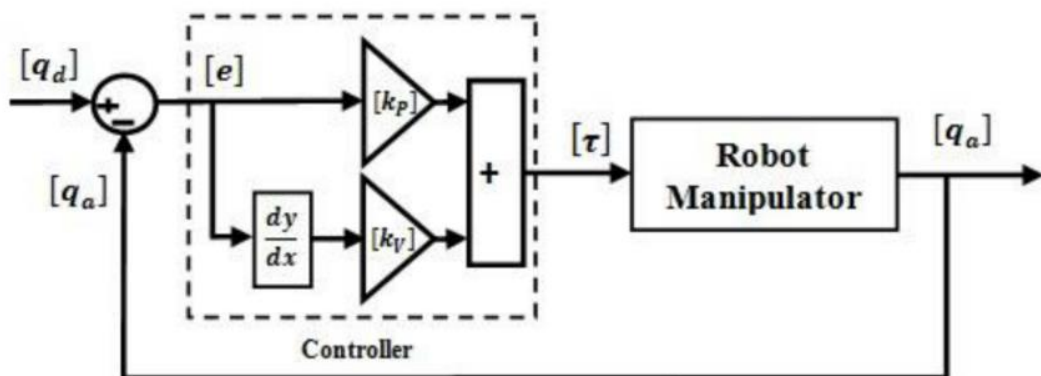 [q_d]
+
−
[q_a]
[e]
[k_P]
dy
dx
[k_V]
+
Controller
[τ]
Robot
Manipulator
[q_a]